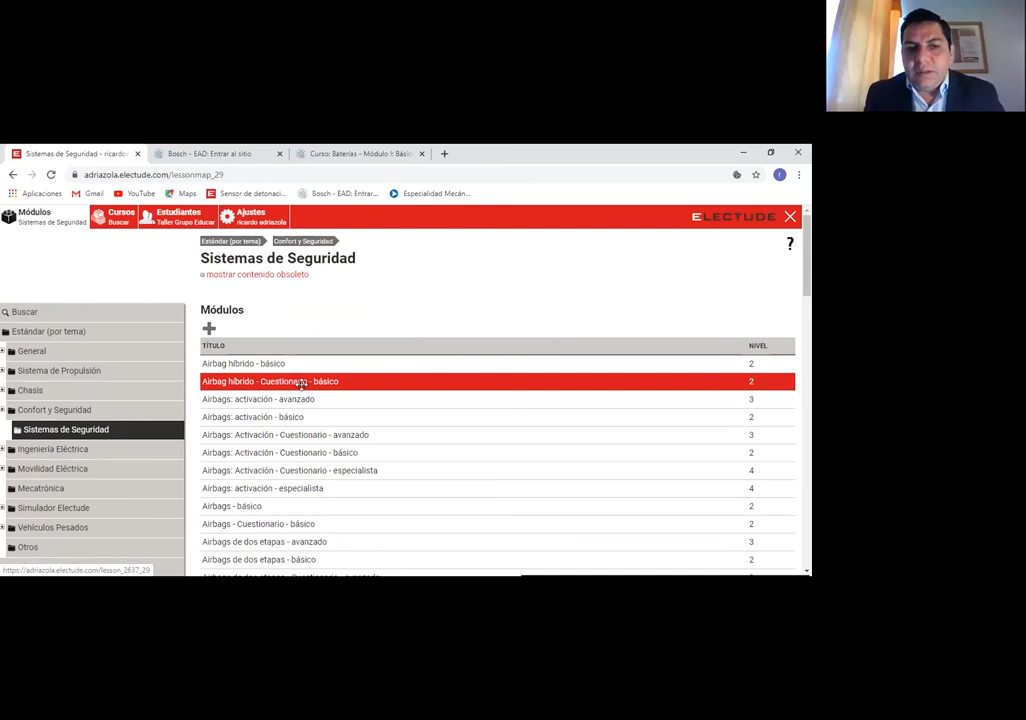 Sistemas de Seguridad - ricardo
Bosch - EAD: Entrar al sitio
Curso: Baterías - Módulo I: Básic
adriazola.electude.com/lessonmap_29
Aplicaciones
Gmail
YouTube
Maps
Sensor de detonaci...
Bosch - EAD: Entrar...
Especialidad Mecán...
Módulos
Sistemas de Seguridad
Cursos
Buscar
Estudiantes
Taller Grupo Educar
Ajustes
ricardo adriazola
ELECTUDE
Estándar (por tema)
Confort y Seguridad
?
Sistemas de Seguridad
mostrar contenido obsoleto
Buscar
Estándar (por tema)
General
Sistema de Propulsión
Chasis
Confort y Seguridad
Sistemas de Seguridad
Ingeniería Eléctrica
Movilidad Eléctrica
Mecatrónica
Simulador Electude
Vehículos Pesados
Otros
Módulos
TÍTULO NIVEL
Airbag híbrido - básico 2
Airbag híbrido - Cuestionario - básico 2
Airbags: activación - avanzado 3
Airbags: activación - básico 2
Airbags: Activación - Cuestionario - avanzado 3
Airbags: Activación - Cuestionario - básico 2
Airbags: Activación - Cuestionario - especialista 4
Airbags: activación - especialista 4
Airbags - básico 2
Airbags - Cuestionario - básico 2
Airbags de dos etapas - avanzado 3
Airbags de dos etapas - básico 2
https://adriazola.electude.com/lesson_2637_29